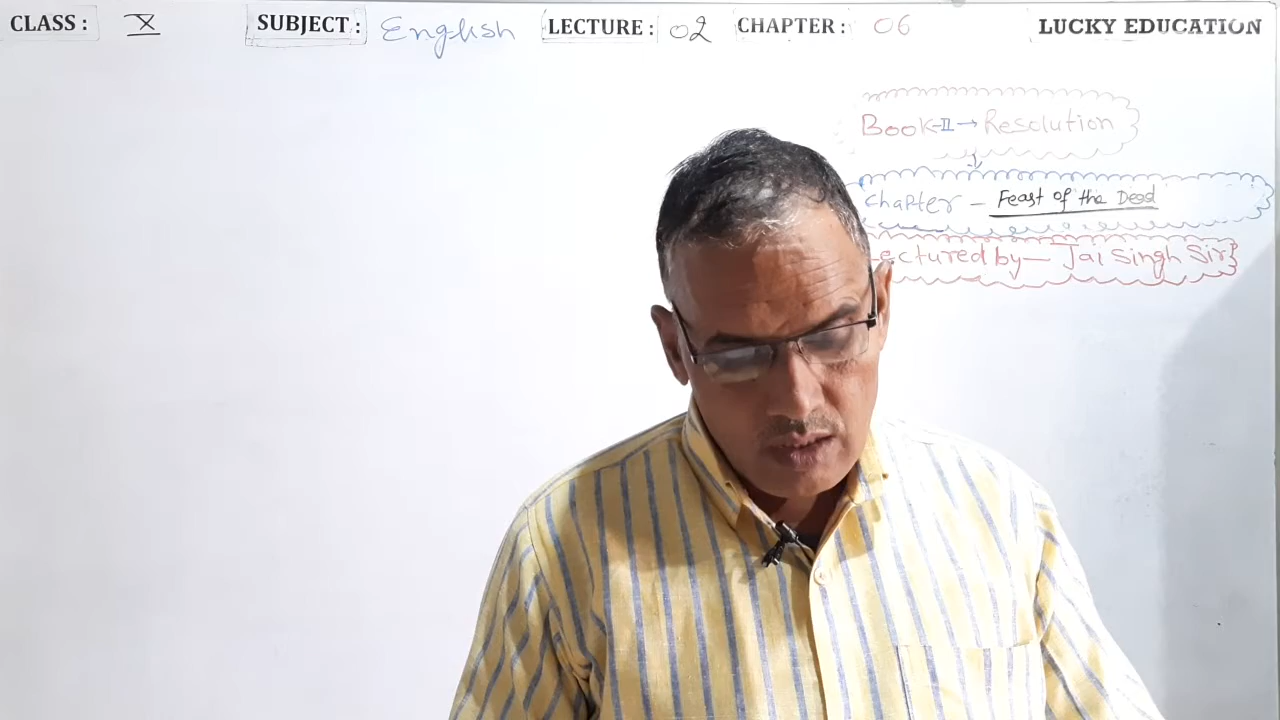 CLASS : X SUBJECT : English LECTURE : 02 CHAPTER : 06 LUCKY EDUCATION
Book-II → Resolution
Chapter - Feast of the Dead
Lectured by - Jai Singh Sir